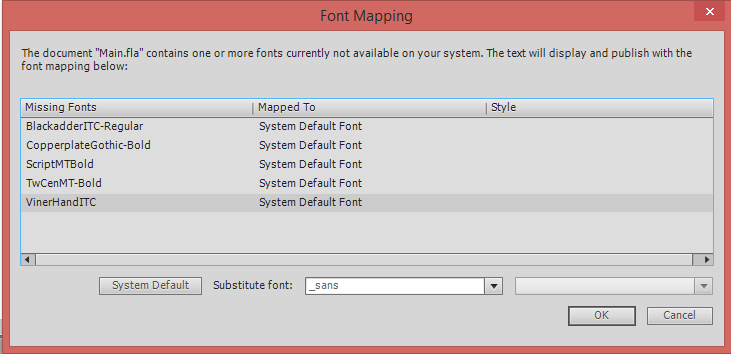 Font Mapping
The document "Main.fla" contains one or more fonts currently not available on your system. The text will display and publish with the
font mapping below:
Missing Fonts Mapped To Style
BlackadderITC-Regular System Default Font
CopperplateGothic-Bold System Default Font
ScriptMTBold System Default Font
TwCenMT-Bold System Default Font
VinerHandITC System Default Font
System Default Substitute font: _sans
OK Cancel